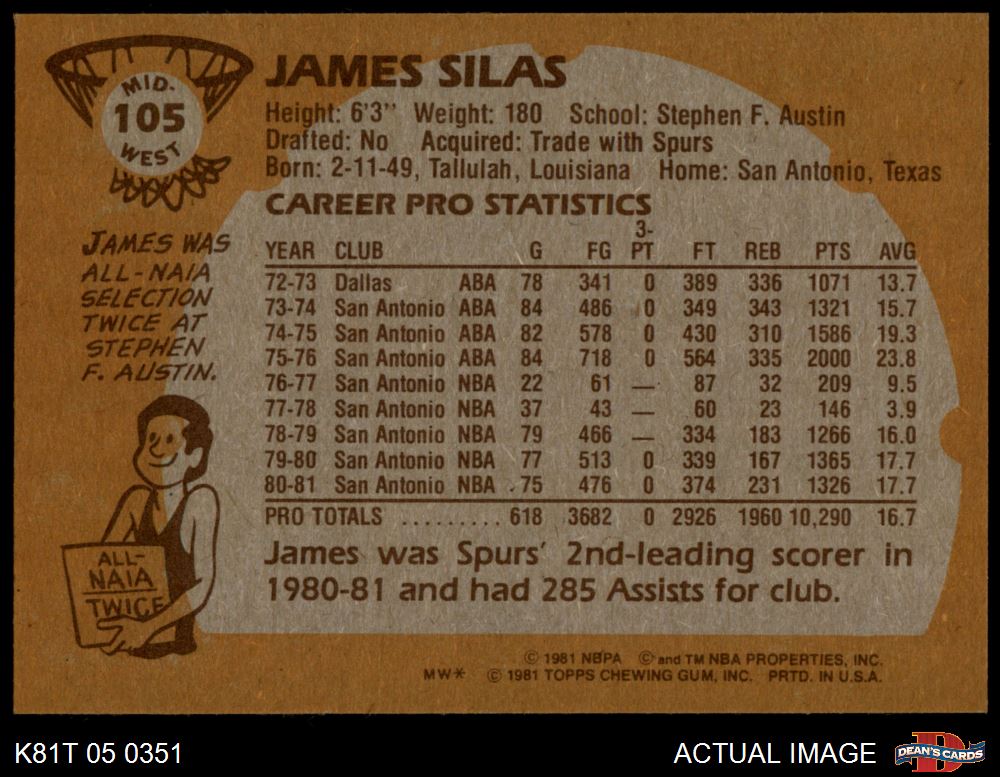 MID-
105
WEST
JAMES SILAS
Height: 6'3" Weight: 180 School: Stephen F. Austin
Drafted: No Acquired: Trade with Spurs
Born: 2-11-49, Tallulah, Louisiana Home: San Antonio, Texas
CAREER PRO STATISTICS
YEAR CLUB G FG 3-PT FT REB PTS AVG
72-73 Dallas ABA 78 341 0 389 336 1071 13.7
73-74 San Antonio ABA 84 486 0 349 343 1321 15.7
74-75 San Antonio ABA 82 578 0 430 310 1586 19.3
75-76 San Antonio ABA 84 718 0 564 335 2000 23.8
76-77 San Antonio NBA 22 61 — 87 32 209 9.5
77-78 San Antonio NBA 37 43 — 60 23 146 3.9
78-79 San Antonio NBA 79 466 — 334 183 1266 16.0
79-80 San Antonio NBA 77 513 0 339 167 1365 17.7
80-81 San Antonio NBA 75 476 0 374 231 1326 17.7
PRO TOTALS ......... 618 3682 0 2926 1960 10,290 16.7
James was Spurs' 2nd-leading scorer in
1980-81 and had 285 Assists for club.
JAMES WAS
ALL-NAIA
SELECTION
TWICE AT
STEPHEN
F. AUSTIN.
ALL-
NAIA
TWICE
© 1981 NBPA © and TM NBA PROPERTIES, INC.
MW* © 1981 TOPPS CHEWING GUM, INC. PRTD. IN U.S.A.
K81T 05 0351
ACTUAL IMAGE
D
DEAN'S CARDS